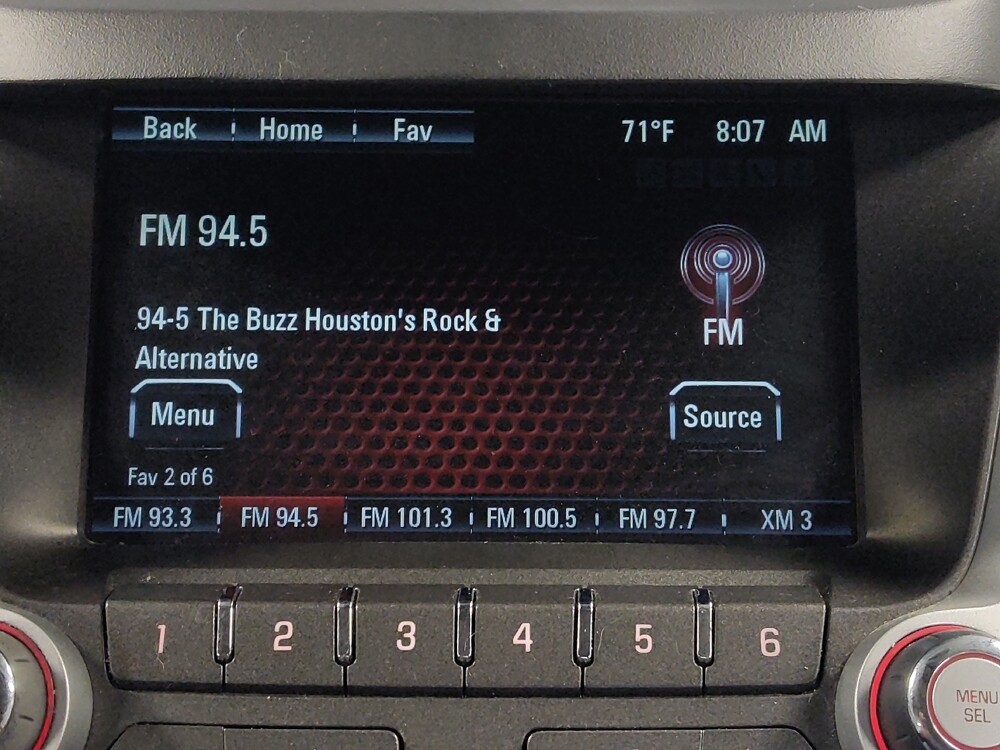 Back Home Fav 71°F 8:07 AM
FM 94.5
94-5 The Buzz Houston's Rock &
Alternative
FM
Menu Source
Fav 2 of 6
FM 93.3 FM 94.5 FM 101.3 FM 100.5 FM 97.7 XM 3
1 2 3 4 5 6
MENU
SEL